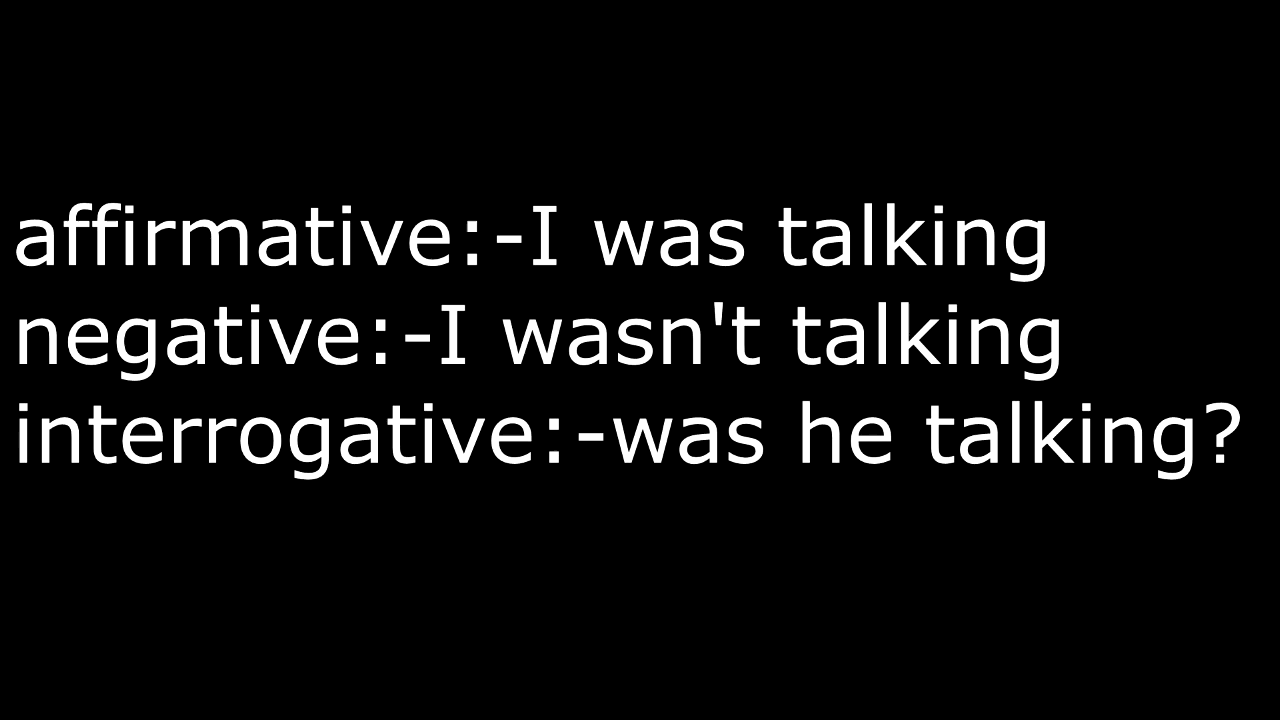 affirmative:-I was talking
negative:-I wasn't talking
interrogative:-was he talking?